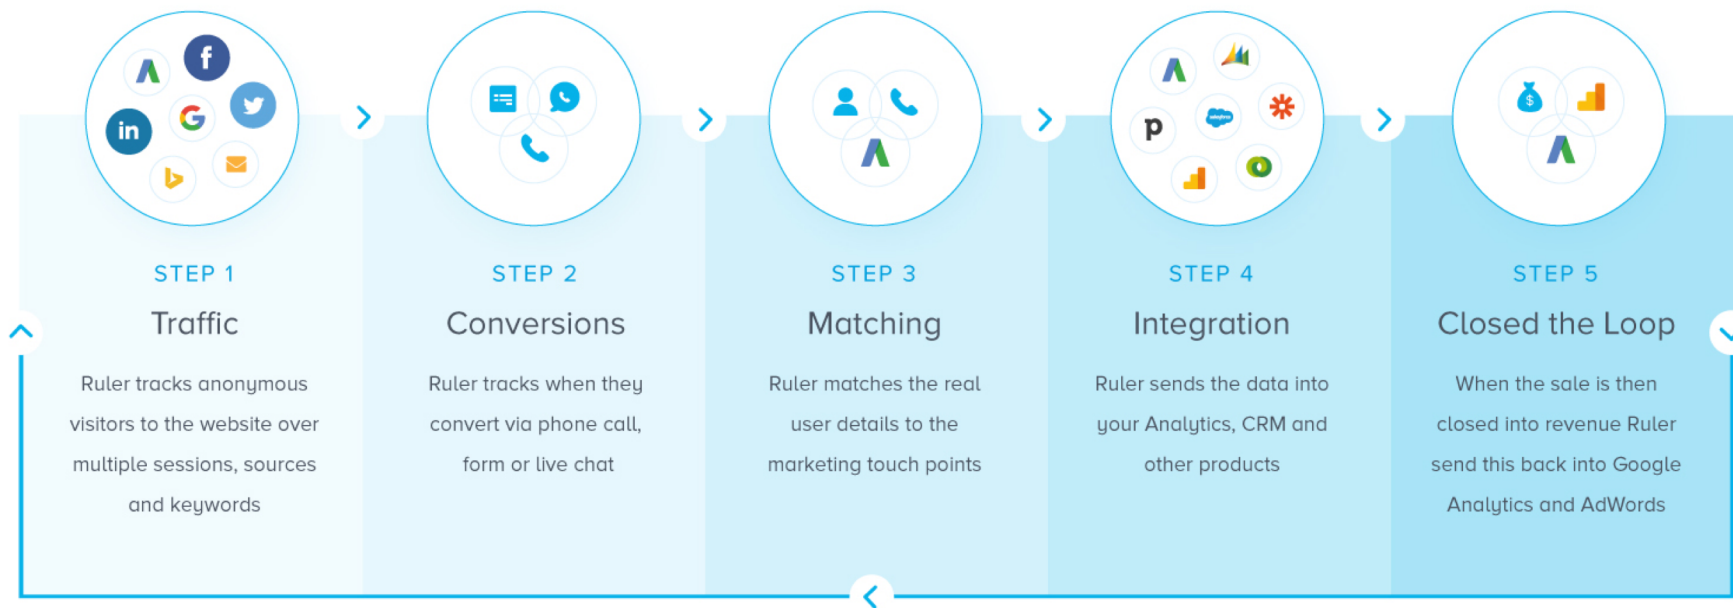 STEP 1
Traffic
Ruler tracks anonymous
visitors to the website over
multiple sessions, sources
and keywords
STEP 2
Conversions
Ruler tracks when they
convert via phone call,
form or live chat
STEP 3
Matching
Ruler matches the real
user details to the
marketing touch points
STEP 4
Integration
Ruler sends the data into
your Analytics, CRM and
other products
STEP 5
Closed the Loop
When the sale is then
closed into revenue Ruler
send this back into Google
Analytics and AdWords